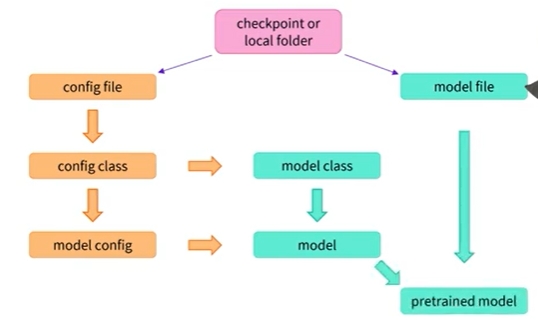 checkpoint or
local folder
config file
model file
config class
model class
model config
model
pretrained model